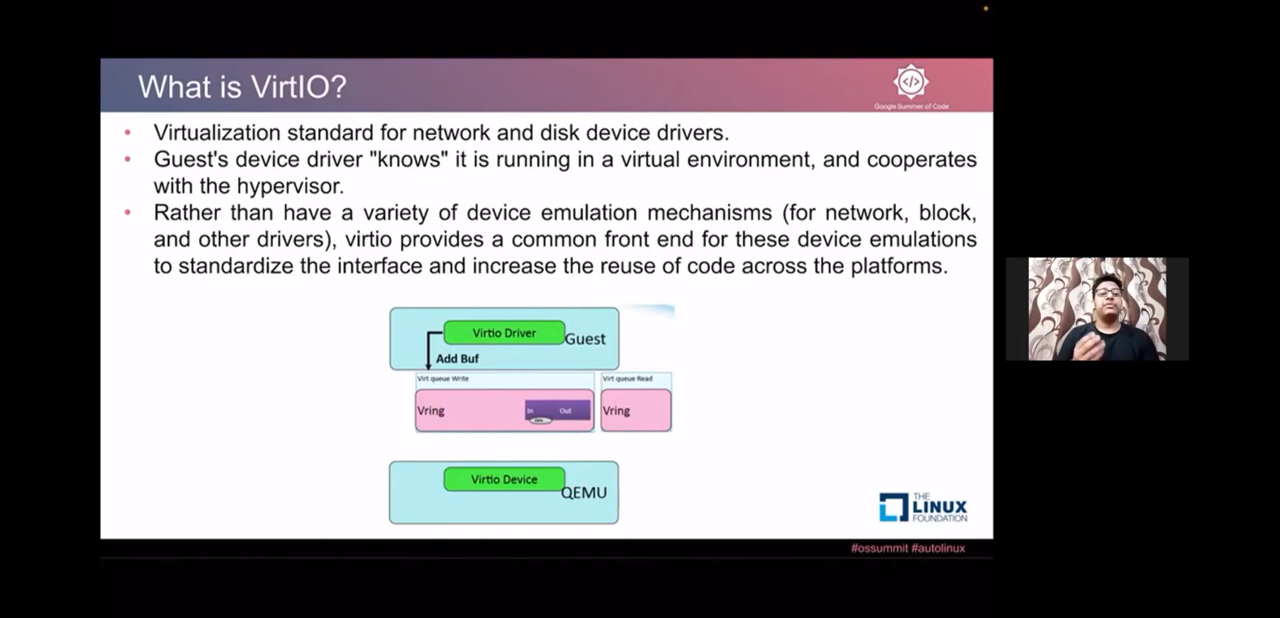 What is VirtIO?
</>
Google Summer of Code
• Virtualization standard for network and disk device drivers.
• Guest's device driver "knows" it is running in a virtual environment, and cooperates
with the hypervisor.
• Rather than have a variety of device emulation mechanisms (for network, block,
and other drivers), virtio provides a common front end for these device emulations
to standardize the interface and increase the reuse of code across the platforms.
Virtio Driver
Guest
Add Buf
Virt queue Write
Virt queue Read
Vring
In
Out
Vring
Virtio Device
QEMU
THE
LINUX
FOUNDATION
#ossummit #autolinux